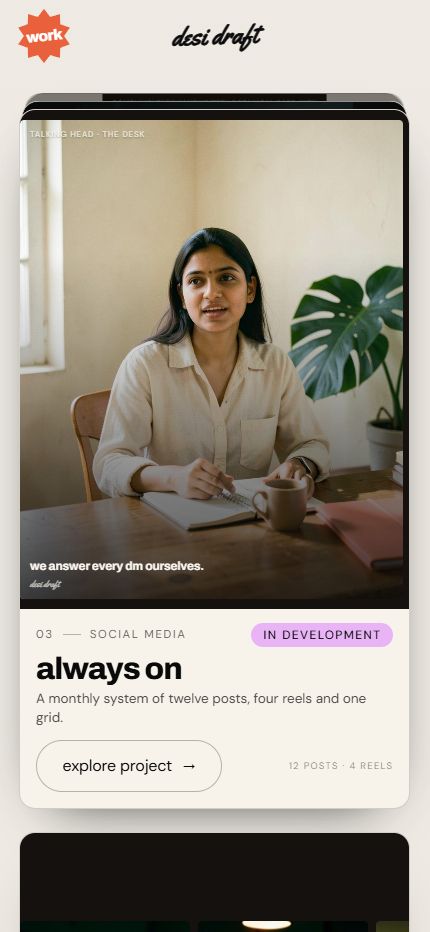 work
desi draft
TALKING HEAD · THE DESK
we answer every dm ourselves.
desi draft
03 — SOCIAL MEDIA
IN DEVELOPMENT
always on
A monthly system of twelve posts, four reels and one
grid.
explore project →
12 POSTS · 4 REELS